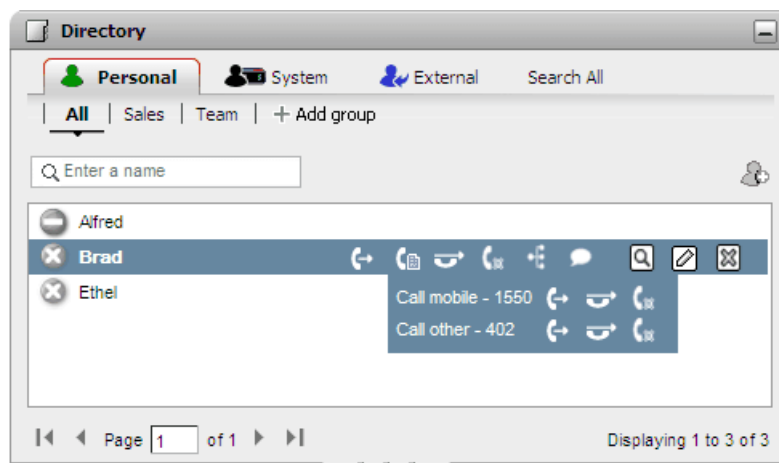 Directory
Personal System External Search All
All Sales Team Add group
Enter a name
Alfred
Brad
Ethel
Call mobile - 1550
Call other - 402
Page 1 of 1 Displaying 1 to 3 of 3